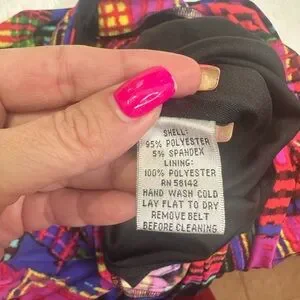 SHELL:
95% POLYESTER
5% SPANDEX
LINING:
100% POLYESTER
RN 58142
HAND WASH COLD
LAY FLAT TO DRY
REMOVE BELT
BEFORE CLEANING